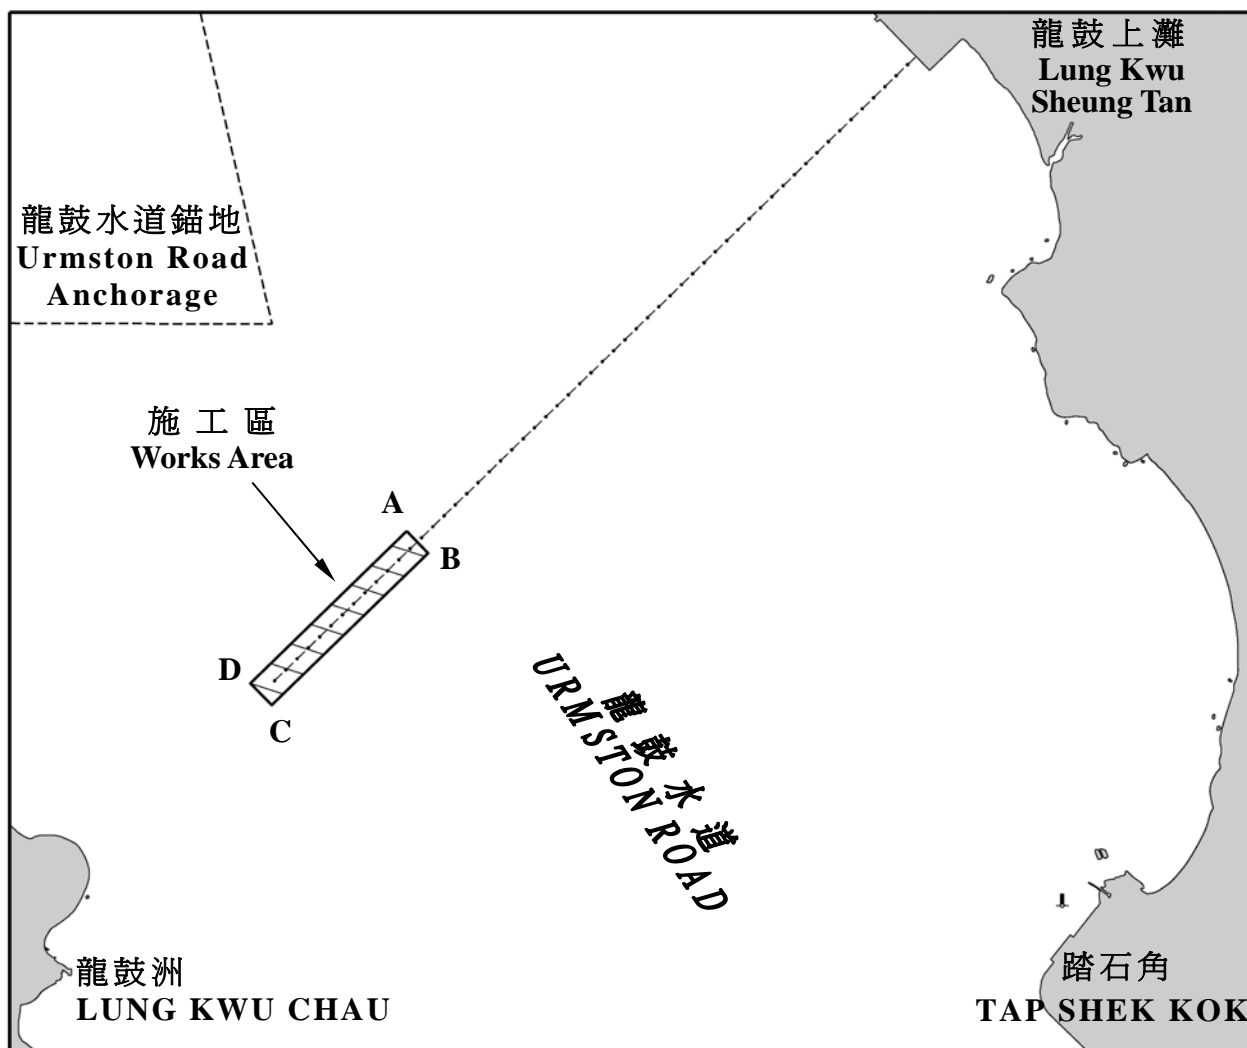 龍鼓上灘
Lung Kwu
Sheung Tan
龍鼓水道錨地
Urmston Road
Anchorage
施工區
Works Area
A
B
D
C
龍鼓水道
URMSTON ROAD
龍鼓洲
LUNG KWU CHAU
踏石角
TAP SHEK KOK